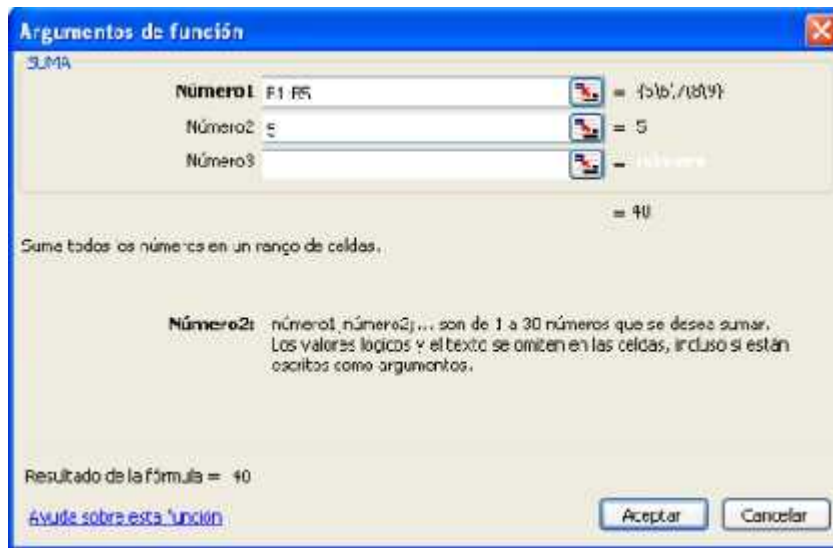 Argumentos de función
SUMA
Número1 B1:B5 = {5\6\7\8\9}
Número2 5 = 5
Número3 =
= 40
Suma todos los números en un rango de celdas.
Número2: número1;número2;... son de 1 a 30 números que se desea sumar.
Los valores lógicos y el texto se omiten en las celdas, incluso si están
escritos como argumentos.
Resultado de la fórmula = 40
Ayuda sobre esta función
Aceptar
Cancelar